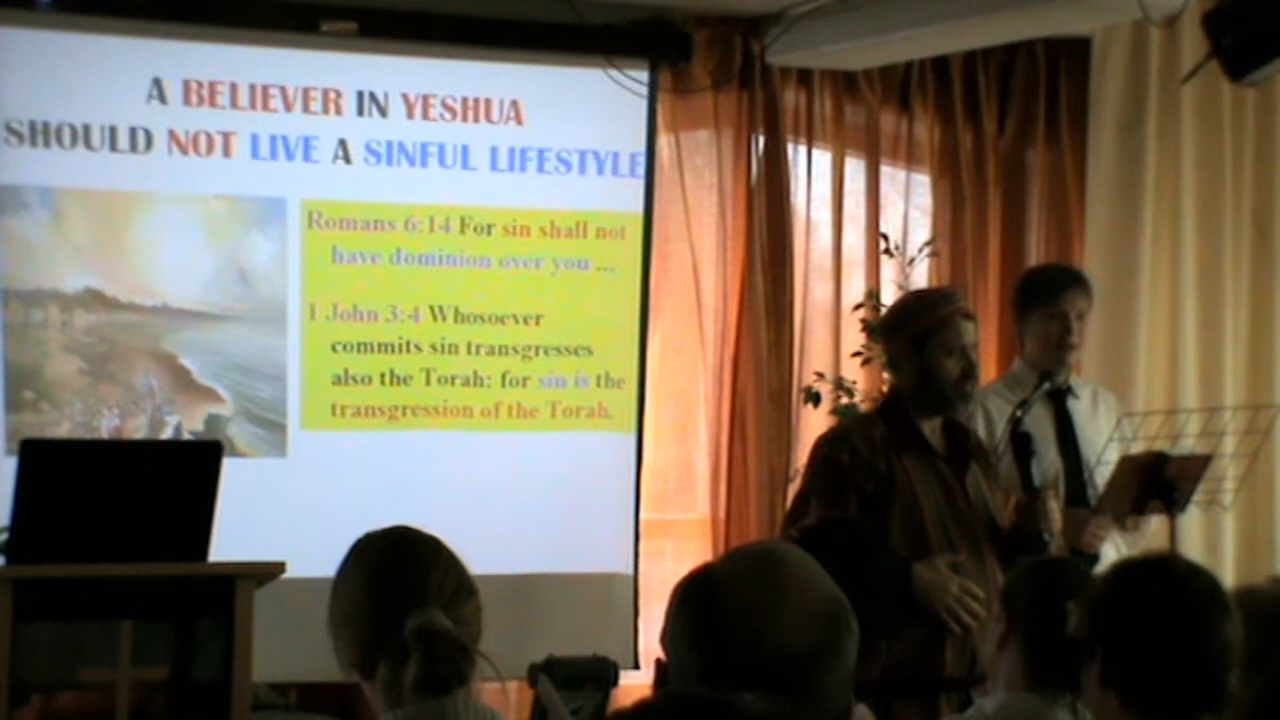 A BELIEVER IN YESHUA
SHOULD NOT LIVE A SINFUL LIFESTYLE
Romans 6:14 For sin shall not
have dominion over you ...
1 John 3:4 Whosoever
commits sin transgresses
also the Torah: for sin is the
transgression of the Torah.